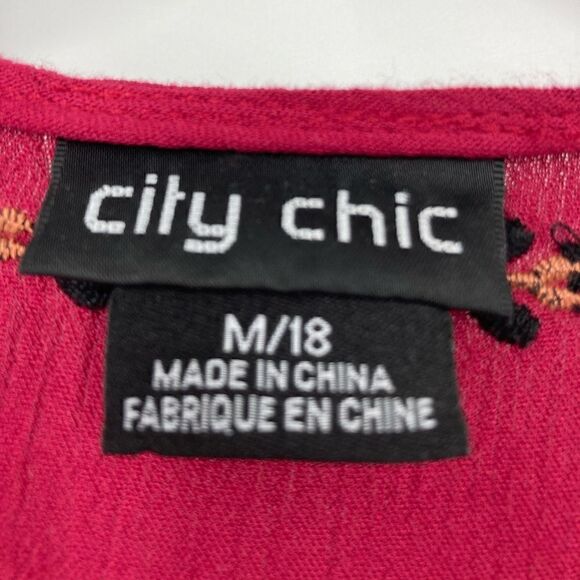 city chic
M/18
MADE IN CHINA
FABRIQUE EN CHINE